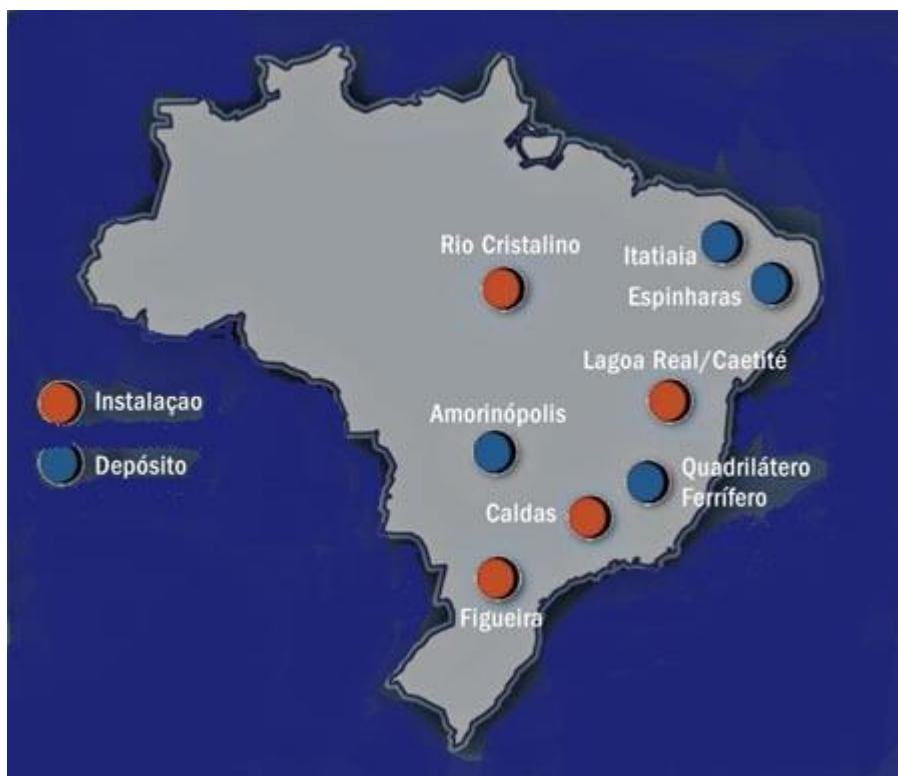 Rio Cristalino
Itatiaia
Espinharas
Lagoa Real/Caetité
Instalaçao
Amorinópolis
Depósito
Quadrilátero
Ferrífero
Caldas
Figueira